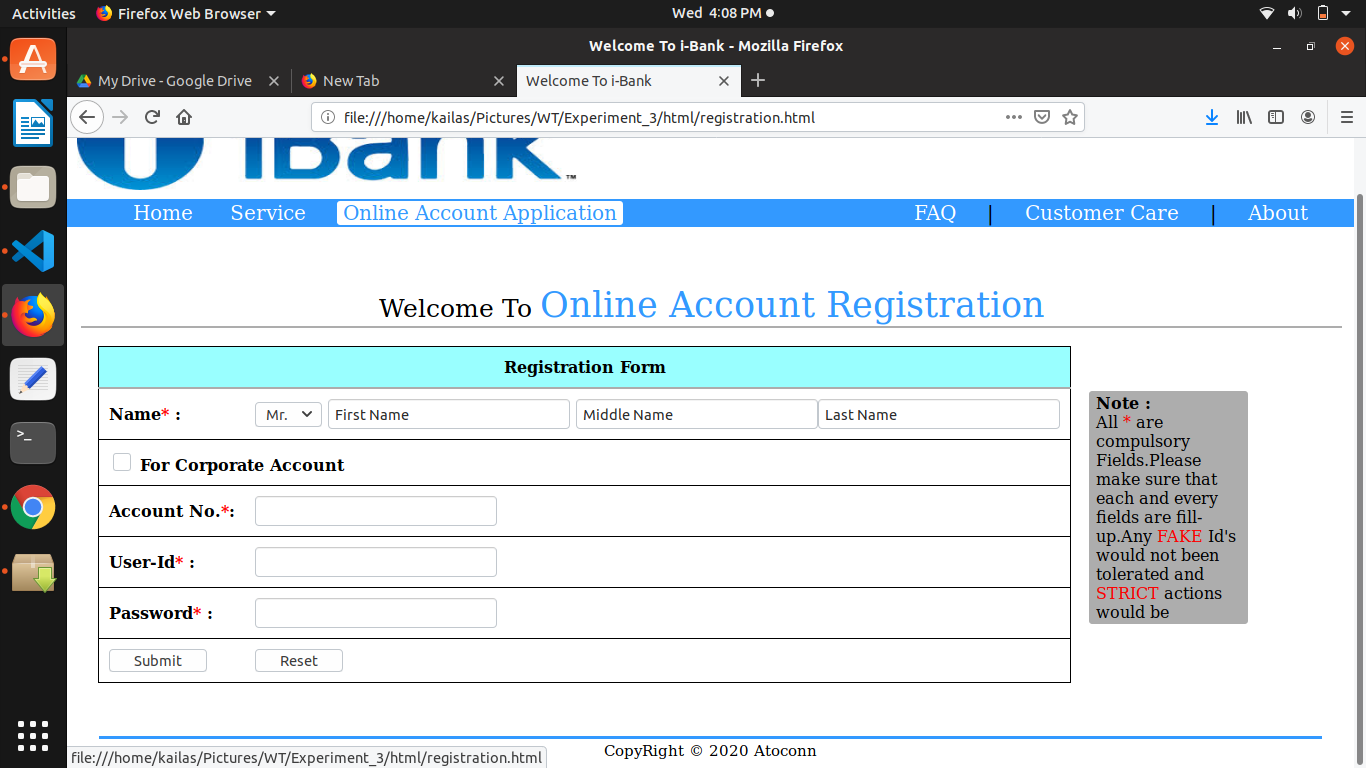 Activities Firefox Web Browser Wed 4:08 PM
Welcome To i-Bank - Mozilla Firefox
My Drive - Google Drive New Tab Welcome To i-Bank
file:///home/kailas/Pictures/WT/Experiment_3/html/registration.html
iBank™
Home Service Online Account Application FAQ | Customer Care | About
Welcome To Online Account Registration
Registration Form
Name* : Mr. First Name Middle Name Last Name
For Corporate Account
Account No.*:
User-Id* :
Password* :
Submit Reset
Note :
All * are
compulsory
Fields.Please
make sure that
each and every
fields are fill-
up.Any FAKE Id's
would not been
tolerated and
STRICT actions
would be
CopyRight © 2020 Atoconn
file:///home/kailas/Pictures/WT/Experiment_3/html/registration.html